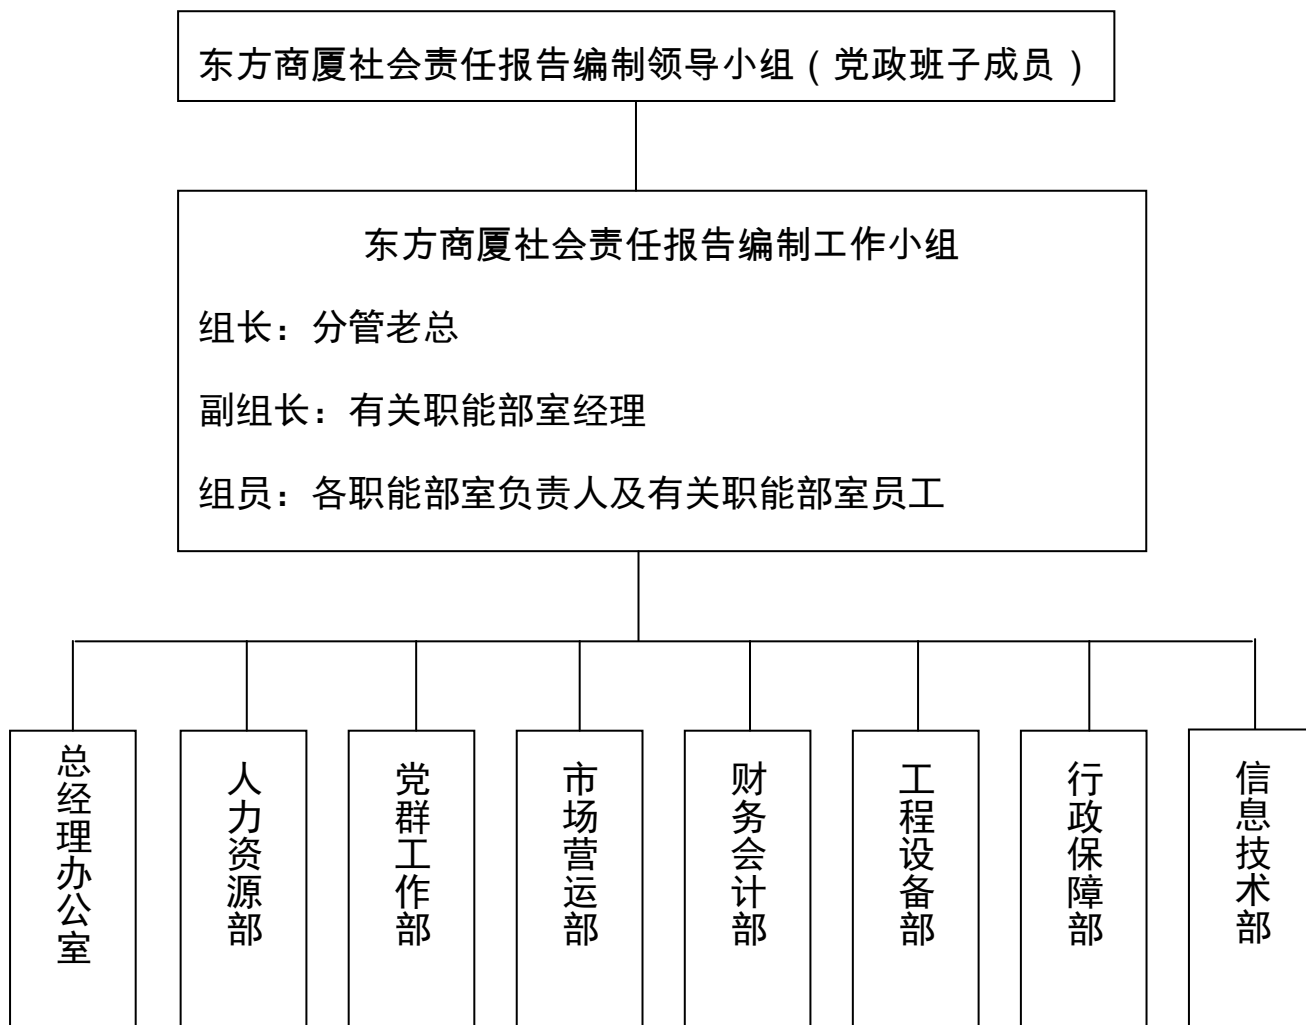 东方商厦社会责任报告编制领导小组（党政班子成员）
东方商厦社会责任报告编制工作小组
组长：分管老总
副组长：有关职能部室经理
组员：各职能部室负责人及有关职能部室员工
总经理办公室
人力资源部
党群工作部
市场营运部
财务会计部
工程设备部
行政保障部
信息技术部